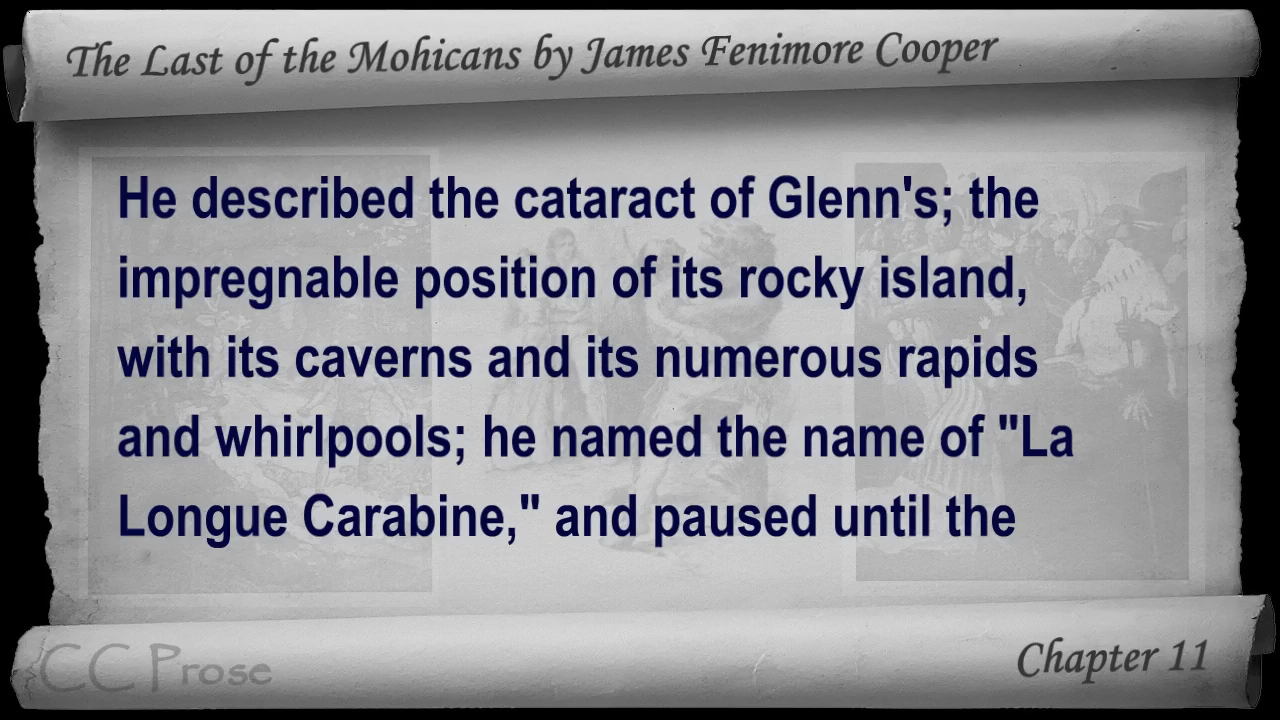 The Last of the Mohicans by James Fenimore Cooper
He described the cataract of Glenn's; the
impregnable position of its rocky island,
with its caverns and its numerous rapids
and whirlpools; he named the name of "La
Longue Carabine," and paused until the
CC Prose
Chapter 11